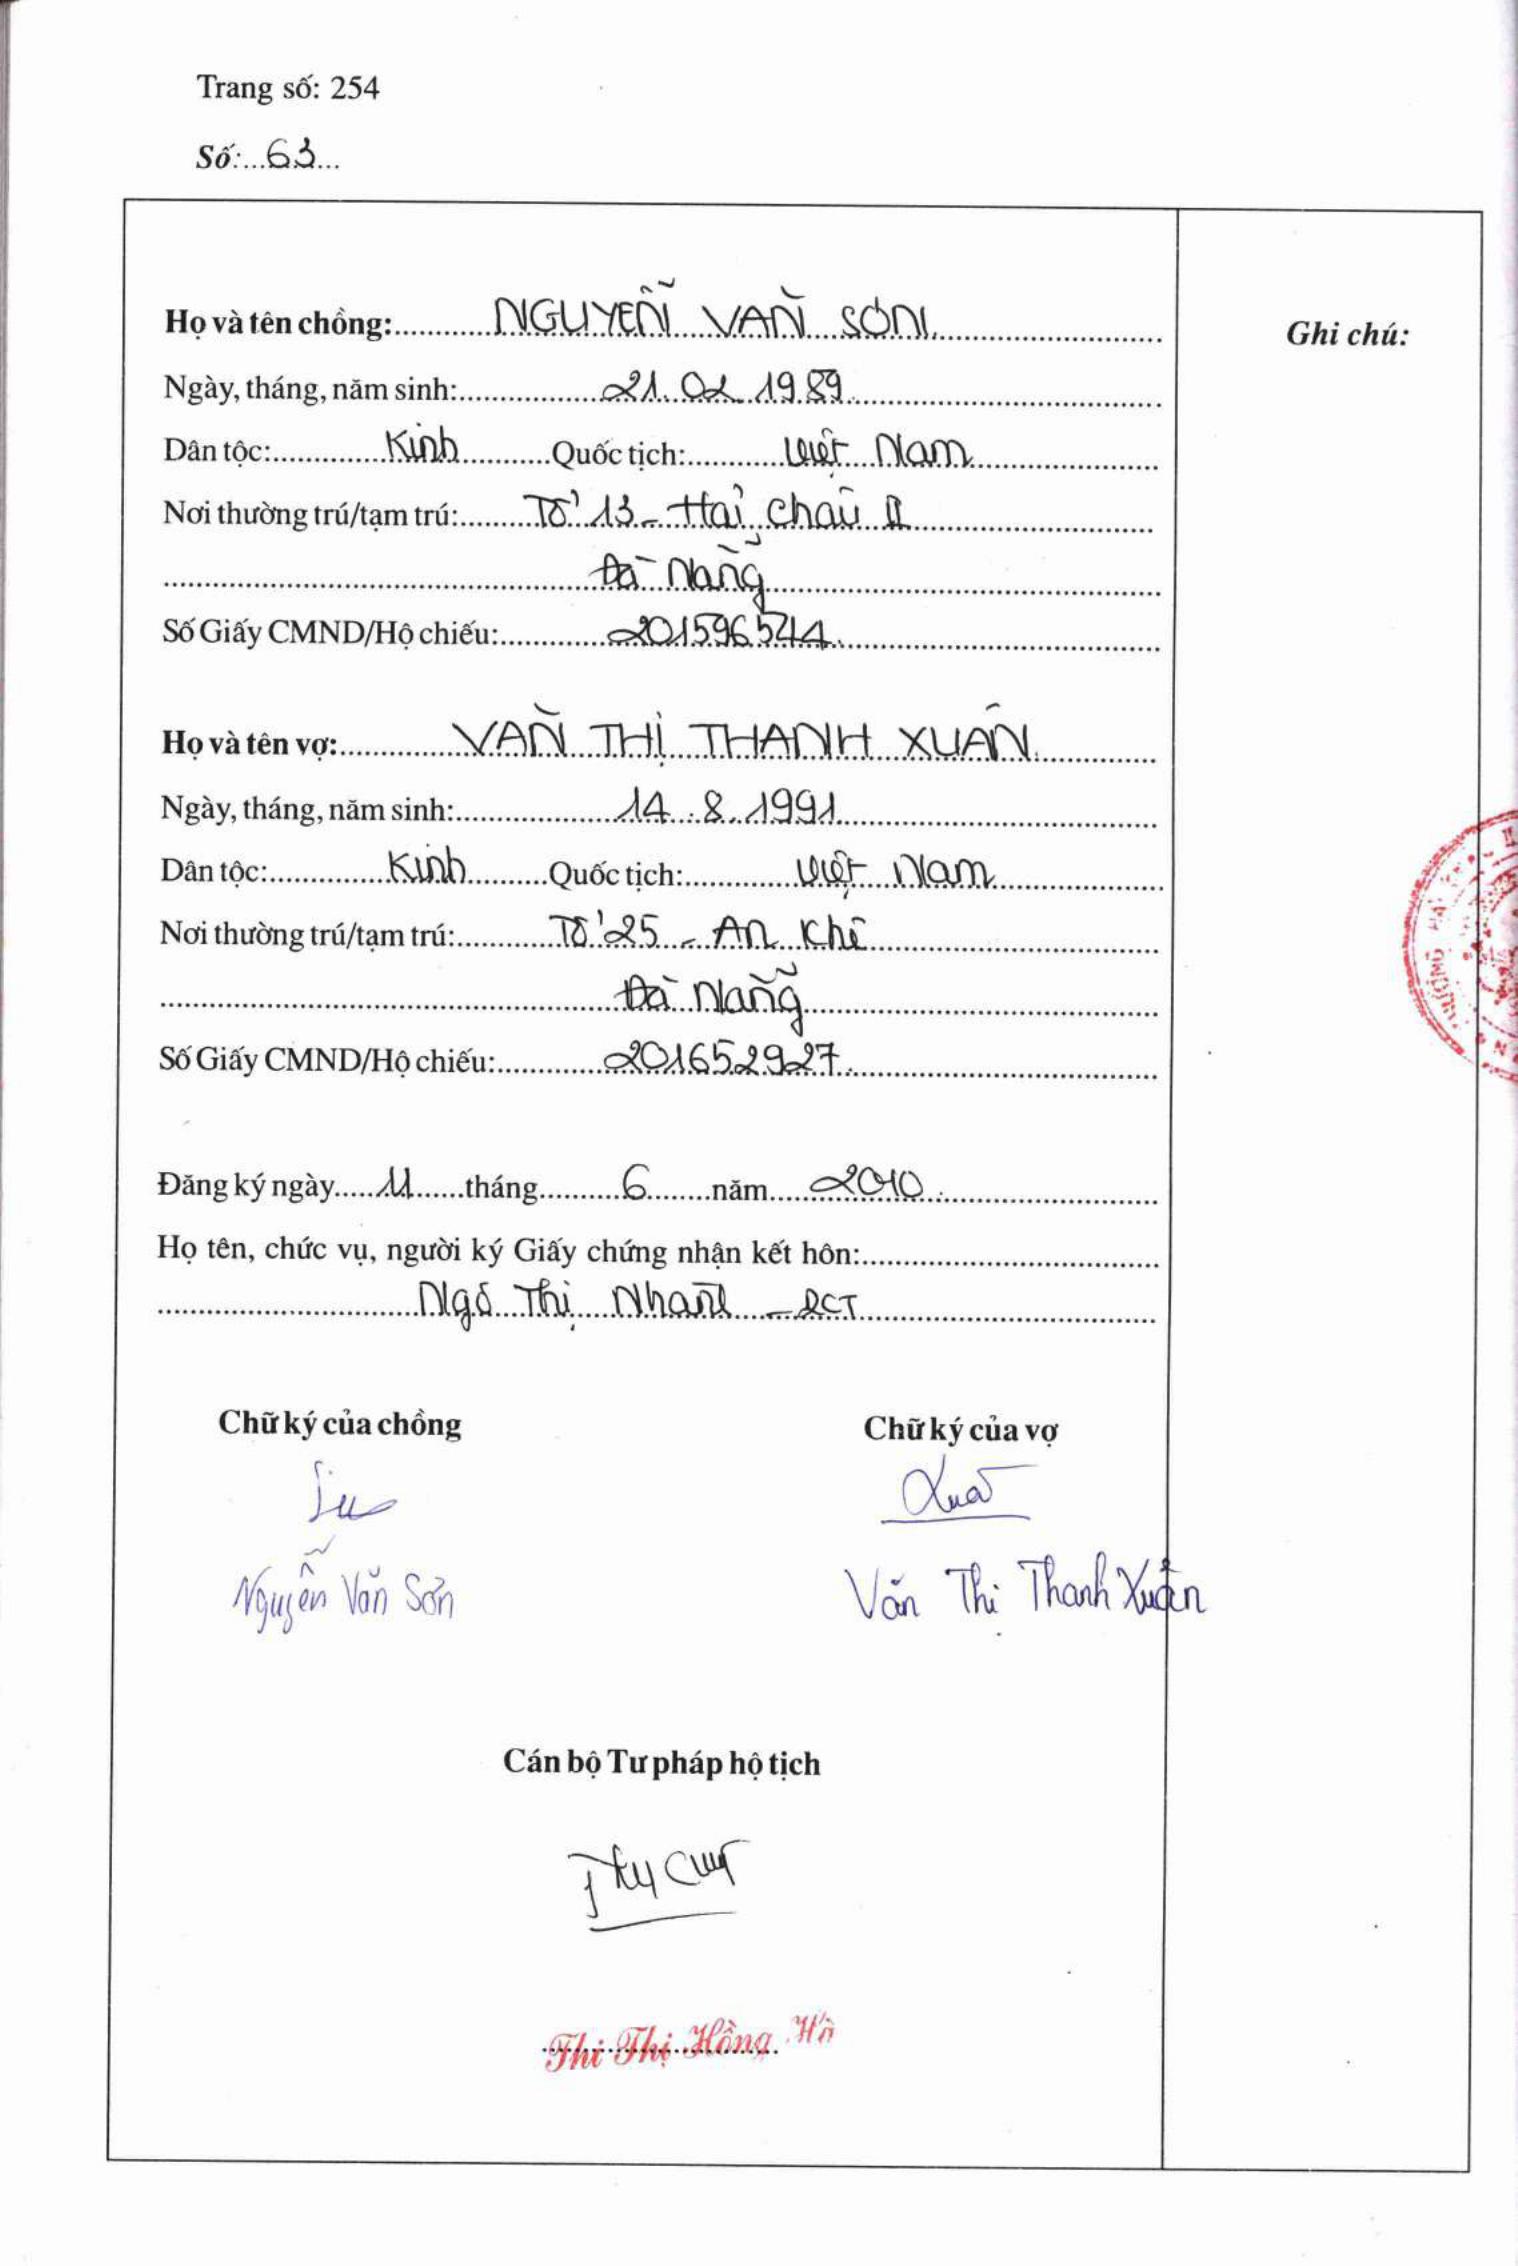 Trang số: 254
Số: 63
Họ và tên chồng: NGUYỄN VĂN SƠN
Ghi chú:
Ngày, tháng, năm sinh: 21.02.1989
Dân tộc: Kinh Quốc tịch: Việt Nam
Nơi thường trú/tạm trú: Tổ 13 - Hải Châu II
Đà Nẵng
Số Giấy CMND/Hộ chiếu: 201596544
Họ và tên vợ: VĂN THỊ THANH XUÂN
Ngày, tháng, năm sinh: 14.8.1991
Dân tộc: Kinh Quốc tịch: Việt Nam
Nơi thường trú/tạm trú: Tổ 25 - An Khê
Đà Nẵng
Số Giấy CMND/Hộ chiếu: 201652927
Đăng ký ngày 11 tháng 6 năm 2010
Họ tên, chức vụ, người ký Giấy chứng nhận kết hôn:
Ngô Thị - PCT
Chữ ký của chồng Chữ ký của vợ
Nguyễn Văn Sơn Văn Thị Thanh Xuân
Cán bộ Tư pháp hộ tịch
Thi Thị Hồng Hà